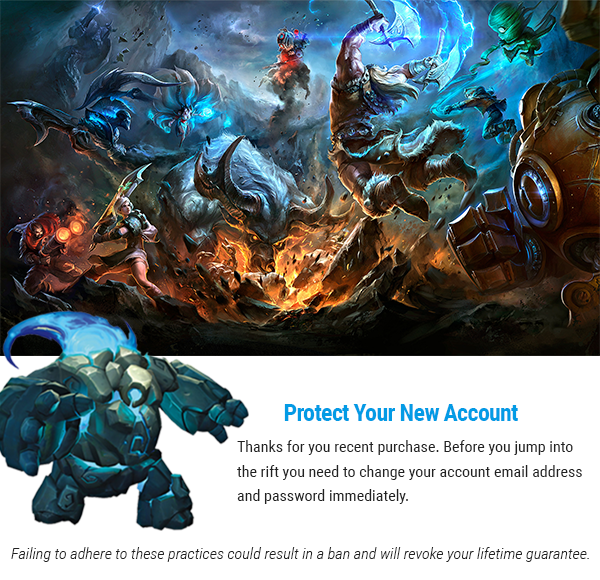 Protect Your New Account
Thanks for you recent purchase. Before you jump into
the rift you need to change your account email address
and password immediately.
Failing to adhere to these practices could result in a ban and will revoke your lifetime guarantee.